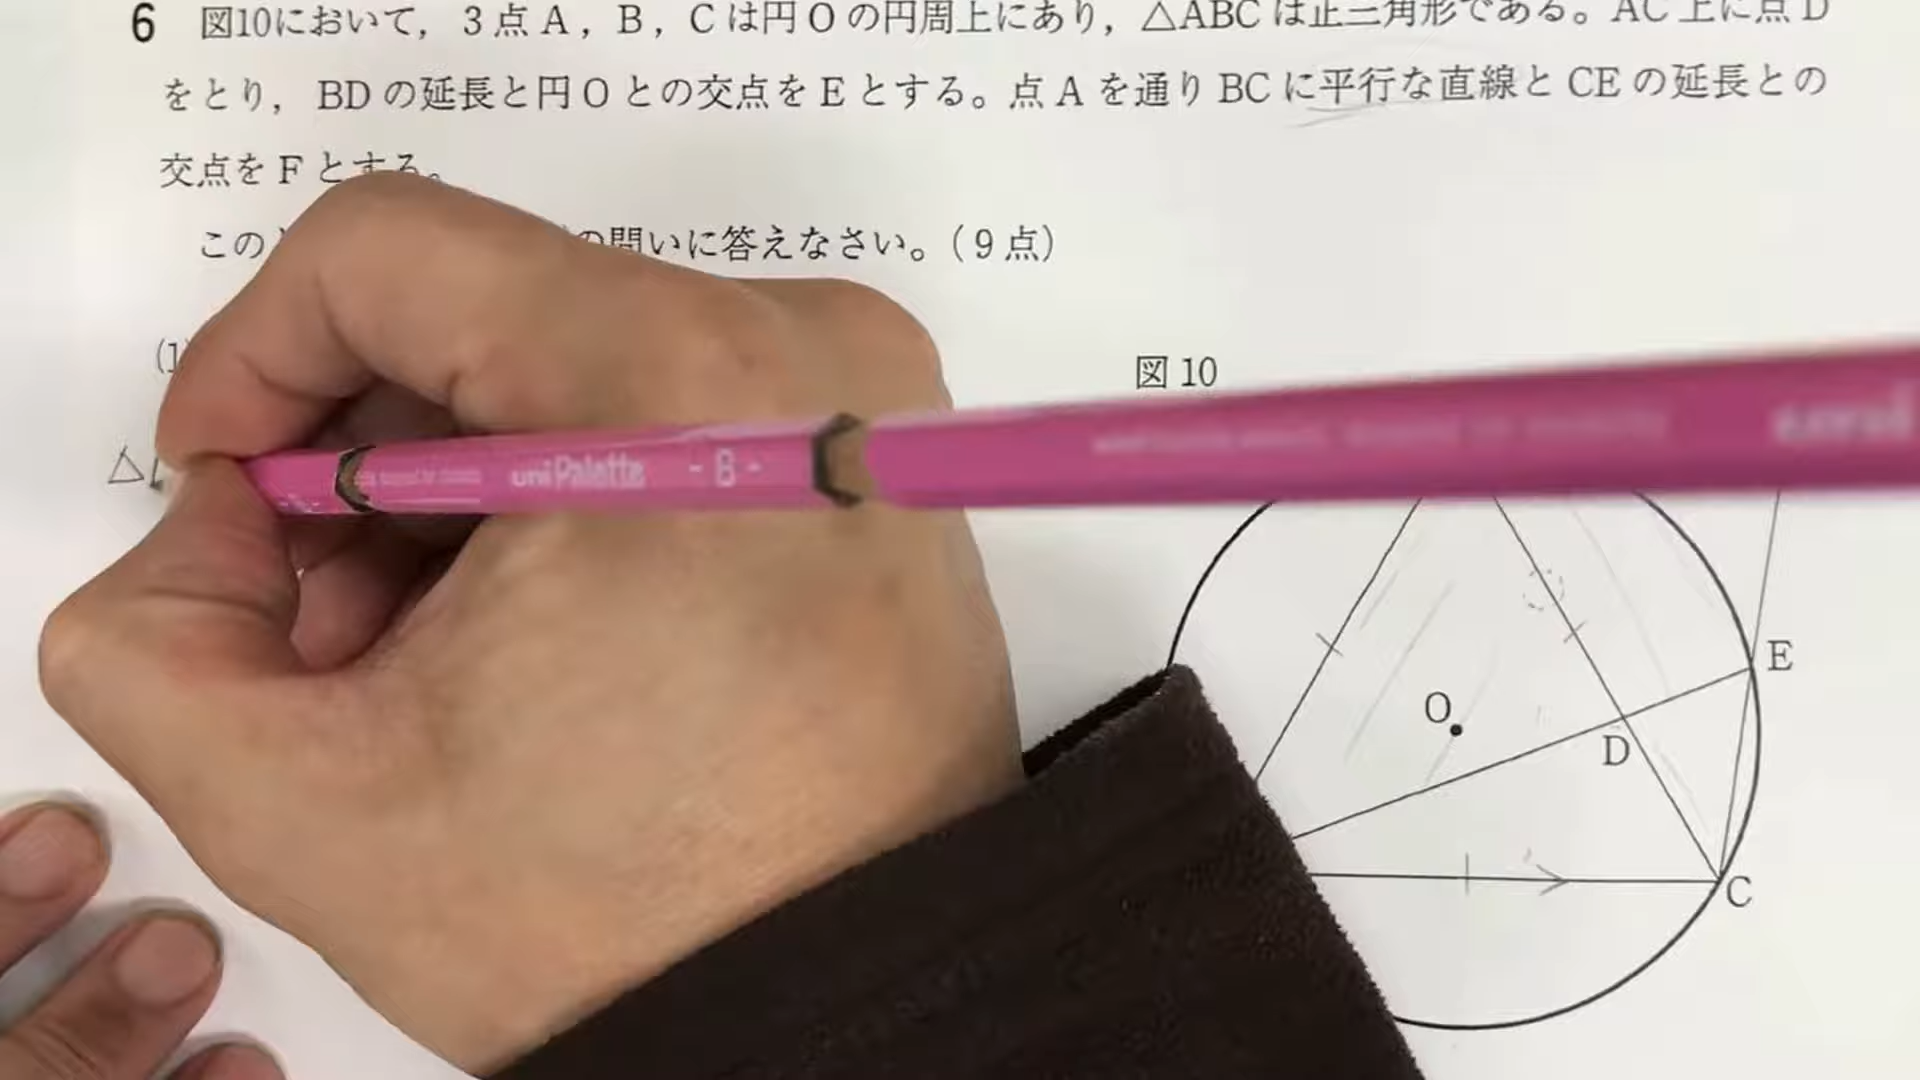 6 図10において，3点A，B，Cは円Oの円周上にあり，△ABCは正三角形である。AC上に点D
をとり，BDの延長と円Oとの交点をEとする。点Aを通りBCに平行な直線とCEの延長との
交点をFとする。
この の問いに答えなさい。（9点）
(1
図10
△
uni Palette - B -
uni
E
O
D
C